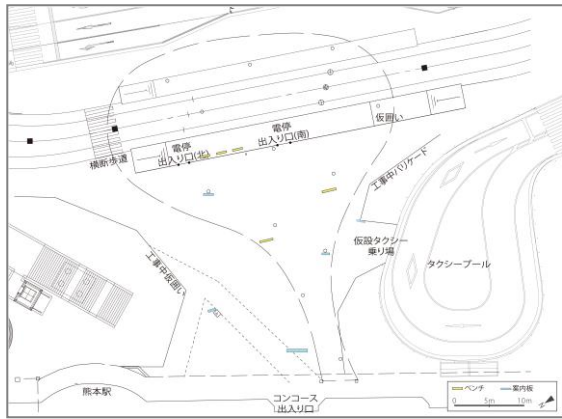 仮囲い
電停
出入り口(南)
電停
出入り口(北)
横断歩道
工事中バリケード
仮設タクシー
乗り場
タクシープール
工事中仮囲い
熊本駅
コンコース
出入り口
ベンチ
案内板
0 5m 10m
N